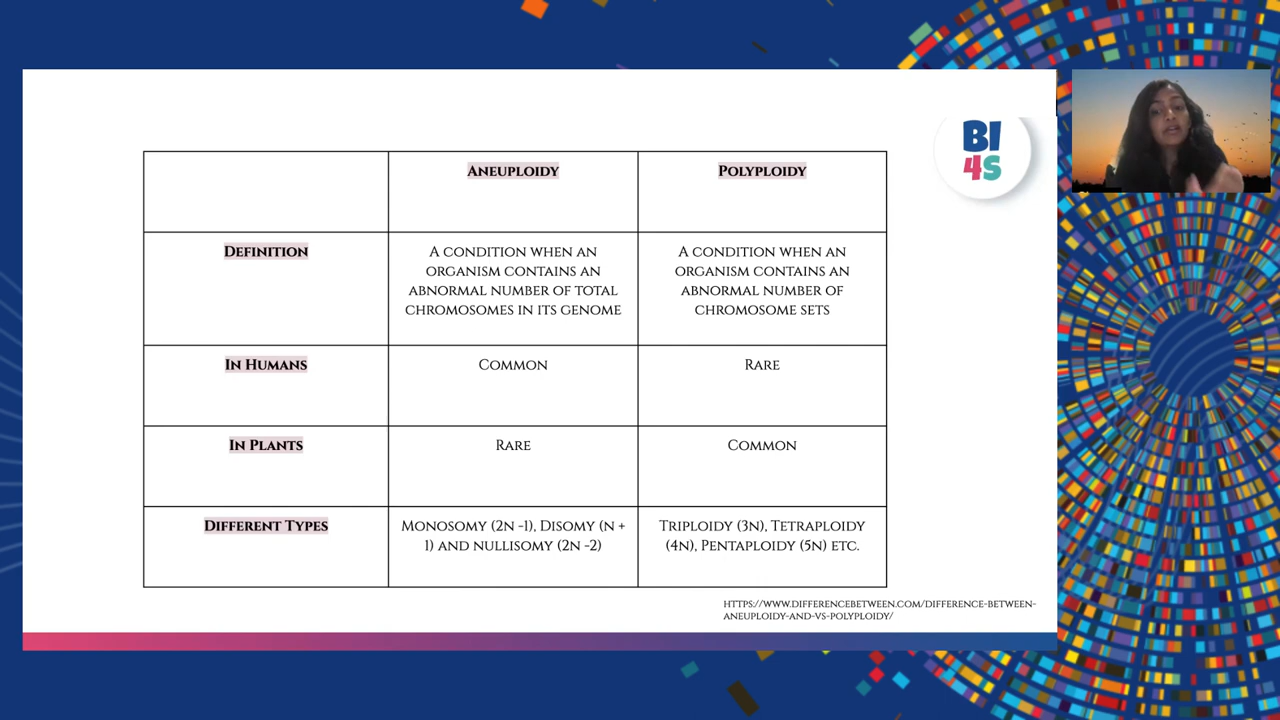 BI
4S
Aneuploidy
Polyploidy
Definition
A condition when an
organism contains an
abnormal number of total
chromosomes in its genome
A condition when an
organism contains an
abnormal number of
chromosome sets
In Humans
Common
Rare
In Plants
Rare
Common
Different Types
Monosomy (2n -1), Disomy (n +
1) and nullisomy (2n -2)
Triploidy (3n), Tetraploidy
(4n), Pentaploidy (5n) etc.
https://www.differencebetween.com/difference-between-
aneuploidy-and-vs-polyploidy/